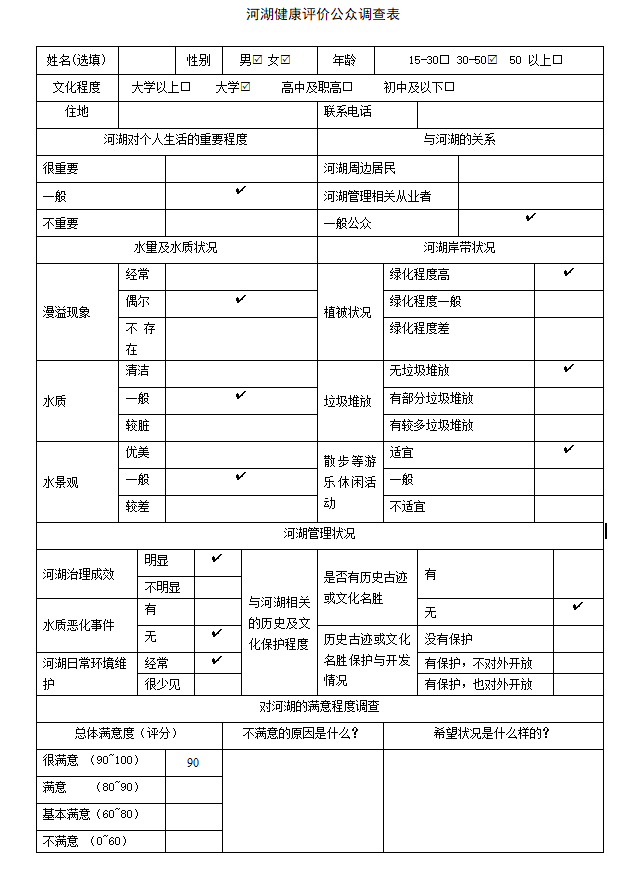 河湖健康评价公众调查表
姓名(选填) 性别 男☑ 女☑ 年龄 15-30□ 30-50☑ 50 以上□
文化程度 大学以上□ 大学☑ 高中及职高□ 初中及以下□
住地 联系电话
河湖对个人生活的重要程度 与河湖的关系
很重要 河湖周边居民
一般 ✓ 河湖管理相关从业者
不重要 一般公众 ✓
水量及水质状况 河湖岸带状况
漫溢现象 经常 植被状况 绿化程度高 ✓
偶尔 ✓ 绿化程度一般
不 存 在 绿化程度差
水质 清洁 垃圾堆放 无垃圾堆放 ✓
一般 ✓ 有部分垃圾堆放
较脏 有较多垃圾堆放
水景观 优美 散步等游乐休闲活动 适宜 ✓
一般 ✓ 一般
较差 不适宜
河湖管理状况
河湖治理成效 明显 ✓ 与河湖相关的历史及文化保护程度 是否有历史古迹或文化名胜 有
不明显
水质恶化事件 有 无 ✓
无 ✓ 历史古迹或文化名胜保护与开发情况 没有保护
河湖日常环境维护 经常 ✓ 有保护，不对外开放
很少见 有保护，也对外开放
对河湖的满意程度调查
总体满意度（评分） 不满意的原因是什么？ 希望状况是什么样的？
很满意 （90~100） 90
满意 （80~90）
基本满意（60~80）
不满意 （0~60）